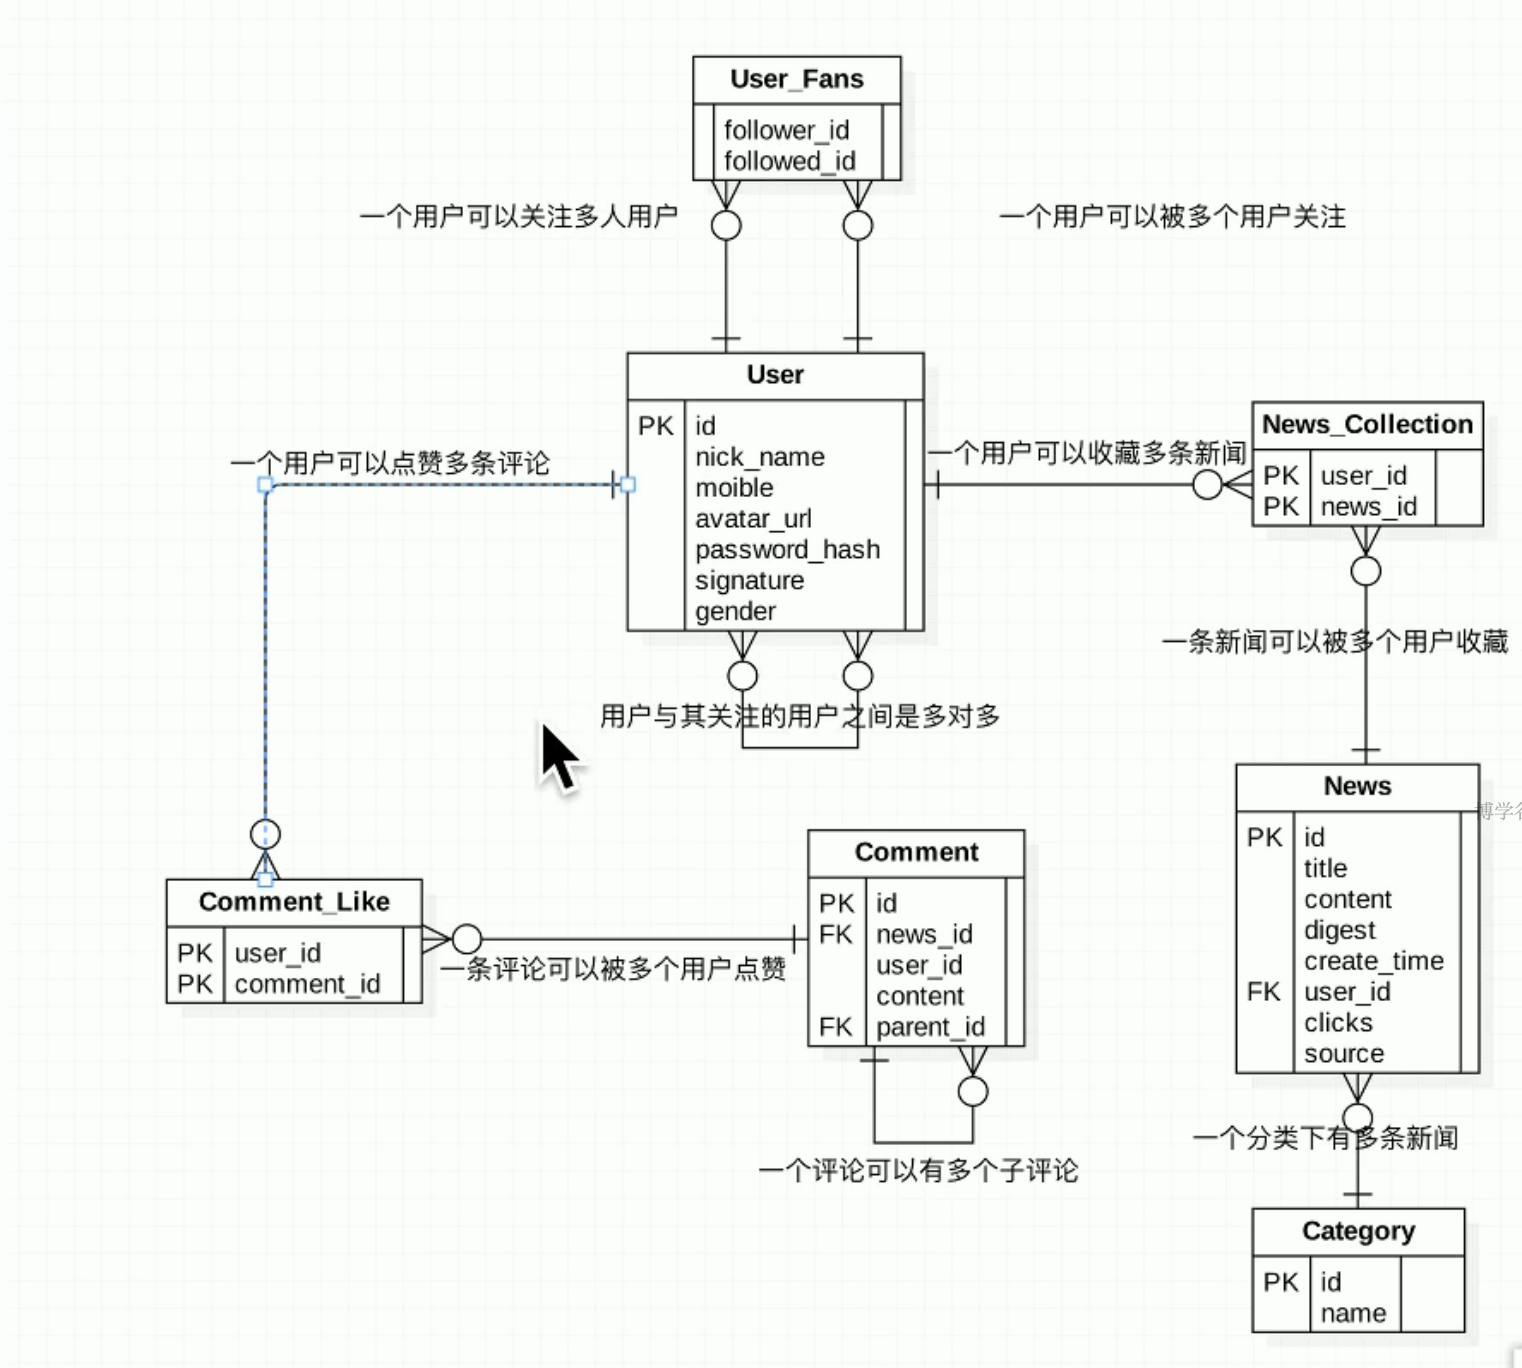 User_Fans
follower_id
followed_id
一个用户可以关注多人用户
一个用户可以被多个用户关注
User
PK id
nick_name
moible
avatar_url
password_hash
signature
gender
一个用户可以点赞多条评论
一个用户可以收藏多条新闻
News_Collection
PK user_id
PK news_id
一条新闻可以被多个用户收藏
用户与其关注的用户之间是多对多
News
PK id
title
content
digest
create_time
FK user_id
clicks
source
博学
Comment
PK id
FK news_id
user_id
content
FK parent_id
Comment_Like
PK user_id
PK comment_id
一条评论可以被多个用户点赞
一个评论可以有多个子评论
一个分类下有多条新闻
Category
PK id
name